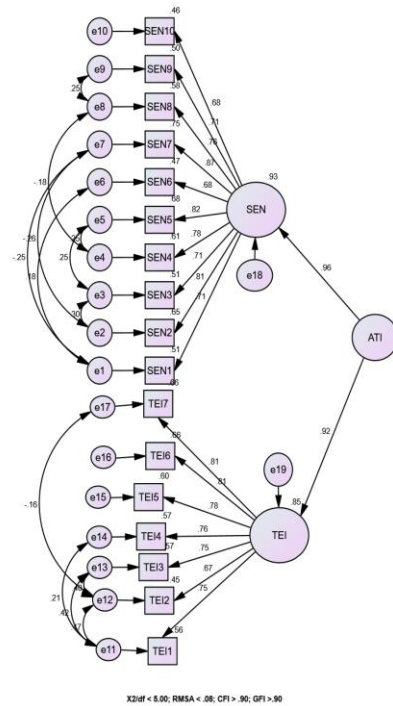 .46
e10 SEN10
.50
e9 SEN9
.25
.58
e8 SEN8
.68
.75
.71
e7 SEN7
.76
.47
.87
.93
e6 SEN6
.68
-.18
.68
SEN
e5 SEN5
.82
-.25
.61
.78
e4 SEN4
-.25
.25
.51
.71
e18
.96
e3 SEN3
.81
.18
.65
.30
.71
ATI
e2 SEN2
.51
e1 SEN1
.66
e17 TEI7
.92
.66
.81
e16 TEI6
.81
e19
.60
-.16
e15 TEI5
.78
.85
.57
e14 TEI4
.76
TEI
.57
.75
e13 TEI3
.45
.67
.21
e12 TEI2
.75
.42
.47
.56
e11 TEI1
X2/df < 5.00; RMSA < .08; CFI > .90; GFI >.90